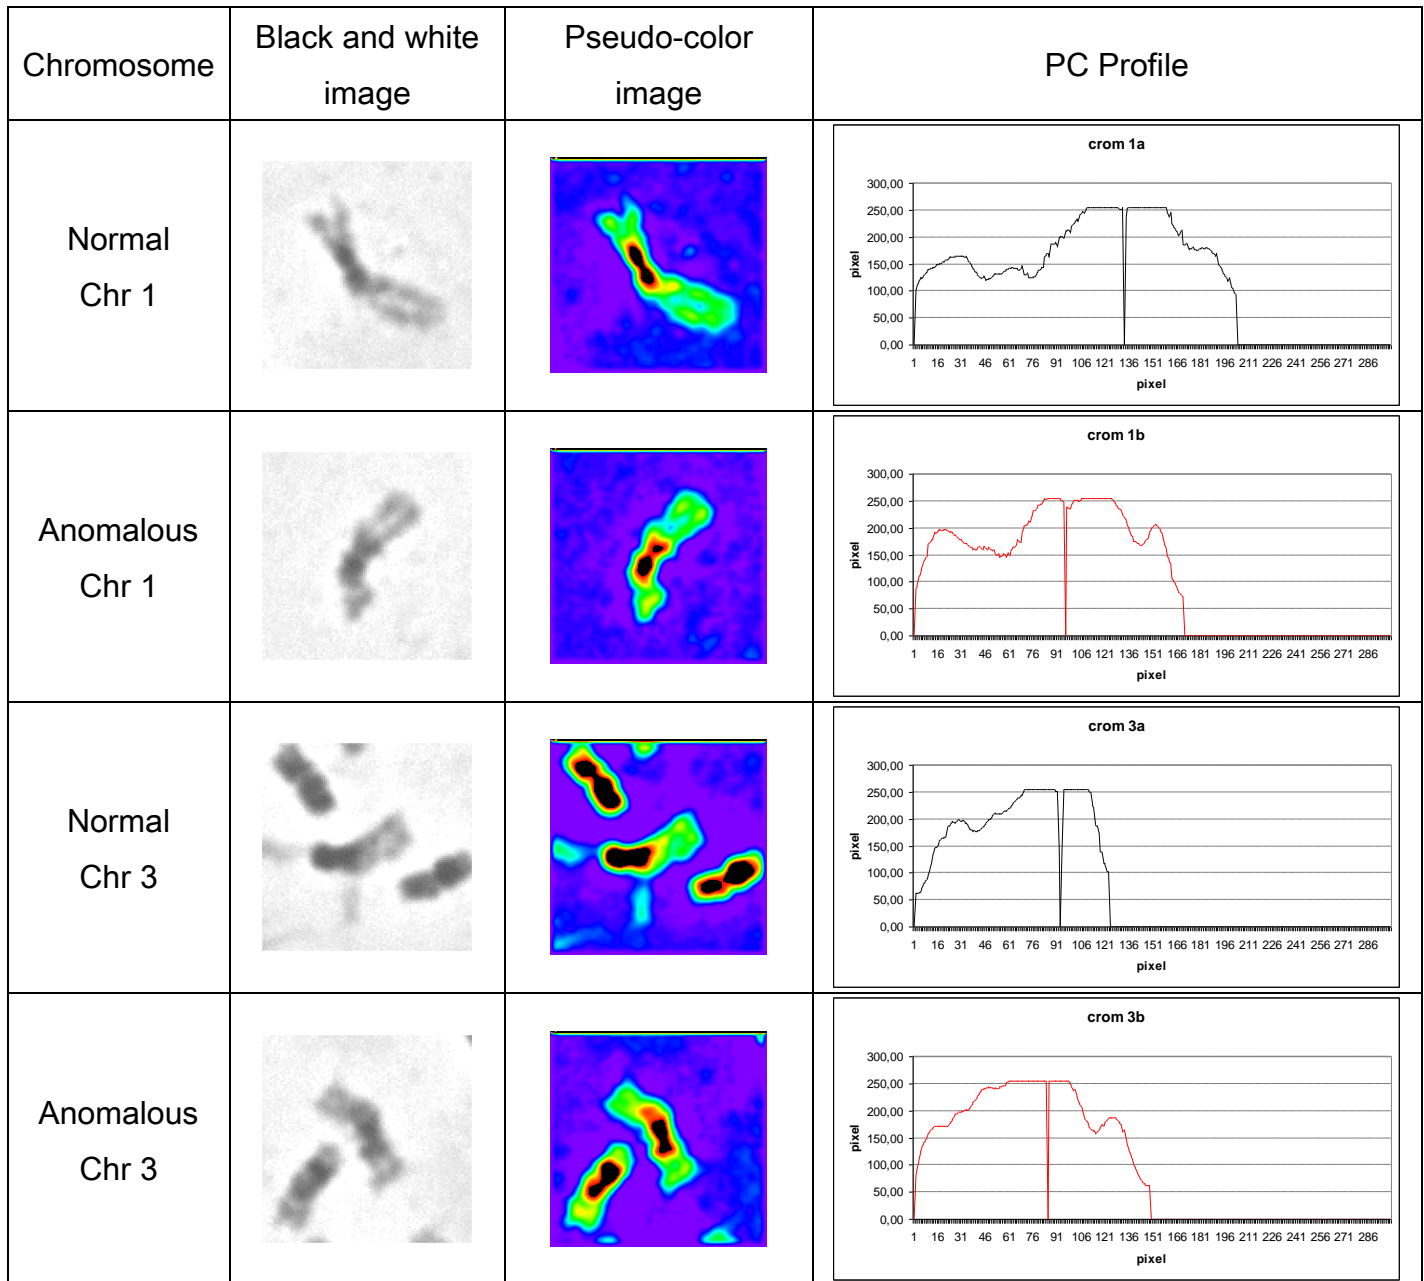 Chromosome
Black and white
image
Pseudo-color
image
PC Profile
Normal
Chr 1
crom 1a
300,00
250,00
200,00
150,00
100,00
50,00
0,00
pixel
1 16 31 46 61 76 91 106 121 136 151 166 181 196 211 226 241 256 271 286
pixel
Anomalous
Chr 1
crom 1b
300,00
250,00
200,00
150,00
100,00
50,00
0,00
pixel
1 16 31 46 61 76 91 106 121 136 151 166 181 196 211 226 241 256 271 286
pixel
Normal
Chr 3
crom 3a
300,00
250,00
200,00
150,00
100,00
50,00
0,00
pixel
1 16 31 46 61 76 91 106 121 136 151 166 181 196 211 226 241 256 271 286
pixel
Anomalous
Chr 3
crom 3b
300,00
250,00
200,00
150,00
100,00
50,00
0,00
pixel
1 16 31 46 61 76 91 106 121 136 151 166 181 196 211 226 241 256 271 286
pixel